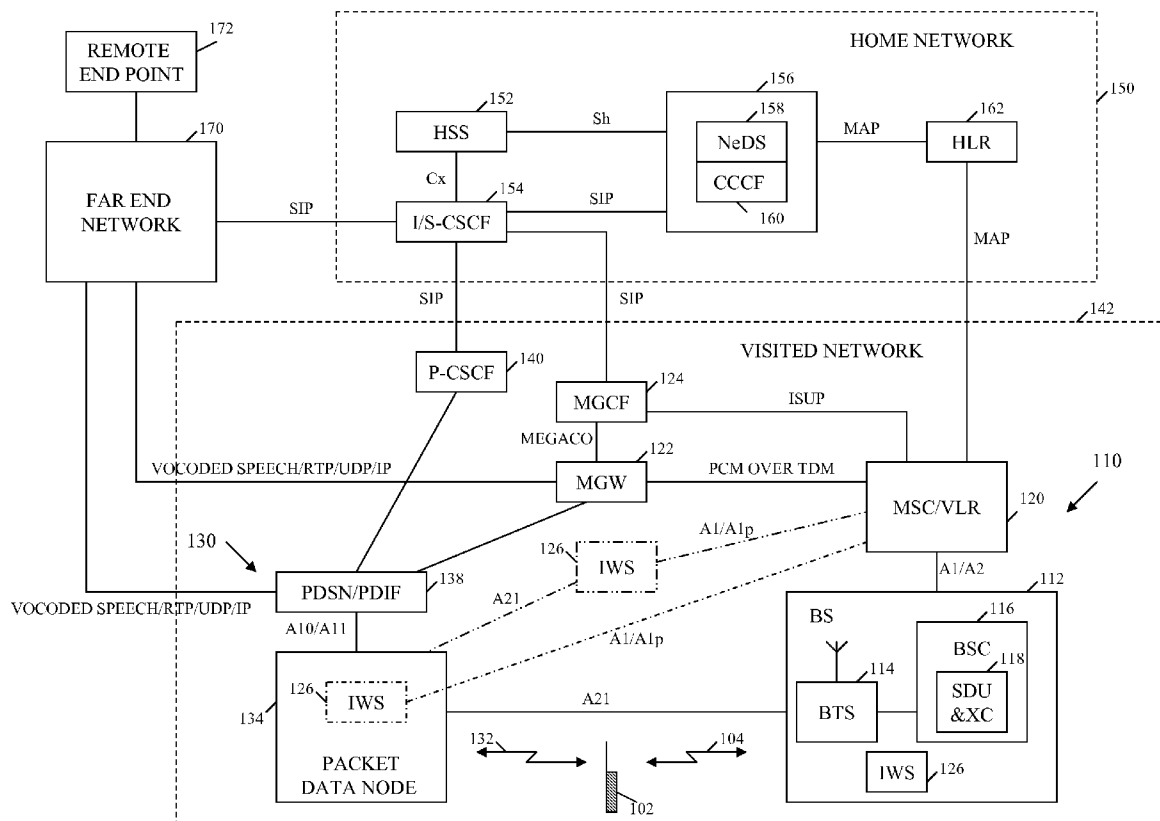 172
REMOTE
END POINT
HOME NETWORK
150
170
FAR END
NETWORK
152
HSS
Sh
156
158
NeDS
CCCF
160
MAP
162
HLR
Cx
154
SIP
I/S-CSCF
SIP
MAP
SIP
SIP
142
VISITED NETWORK
140
P-CSCF
124
MGCF
ISUP
MEGACO
122
VOCODED SPEECH/RTP/UDP/IP
MGW
PCM OVER TDM
110
MSC/VLR
120
130
126
IWS
A1/A1p
138
PDSN/PDIF
VOCODED SPEECH/RTP/UDP/IP
A21
A1/A2
112
A10/A11
A1/A1p
BS
116
BSC
118
SDU
&XC
114
BTS
126
IWS
134
A21
PACKET
DATA NODE
132
104
102
IWS
126